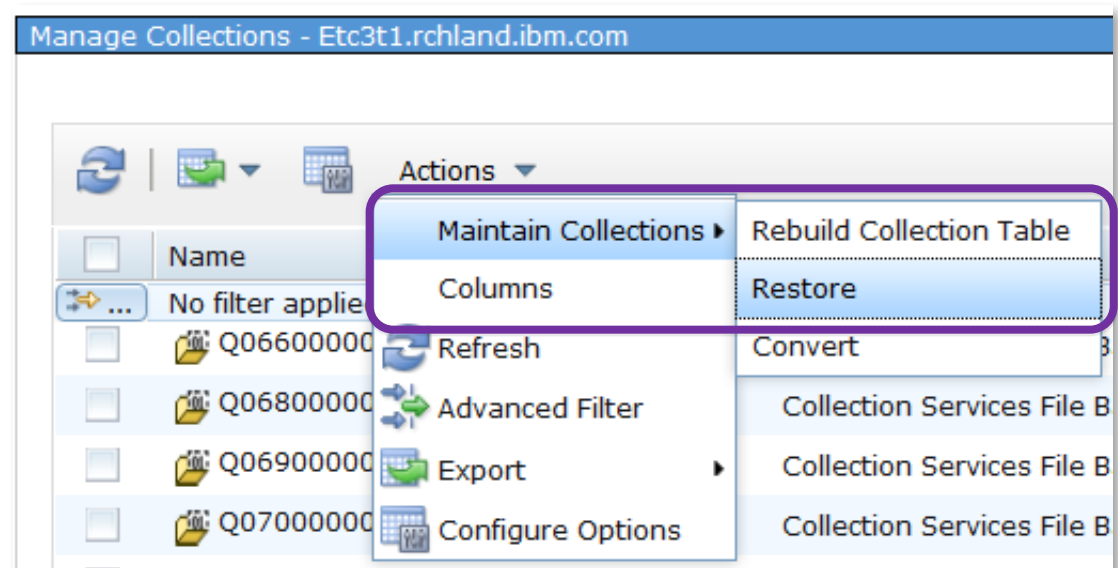 Manage Collections - Etc3t1.rchland.ibm.com
Actions
Maintain Collections
Rebuild Collection Table
Name
Columns
Restore
...
No filter applie
Q06600000
Refresh
Convert
Q06800000
Advanced Filter
Collection Services File B
Q06900000
Export
Collection Services File B
Q07000000
Configure Options
Collection Services File B